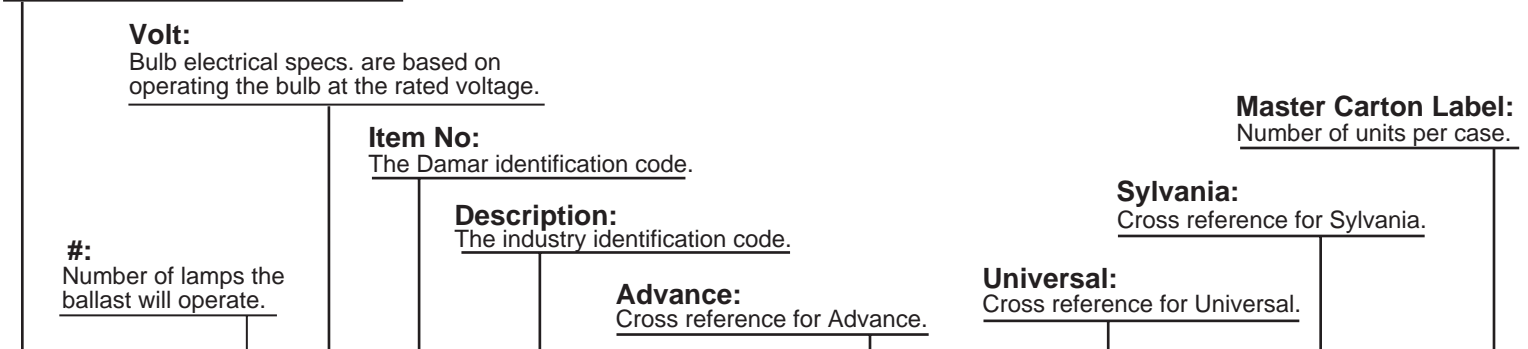 Volt:
Bulb electrical specs. are based on
operating the bulb at the rated voltage.
Master Carton Label:
Number of units per case.
Item No:
The Damar identification code.
Sylvania:
Cross reference for Sylvania.
Description:
The industry identification code.
#:
Number of lamps the
ballast will operate.
Universal:
Cross reference for Universal.
Advance:
Cross reference for Advance.